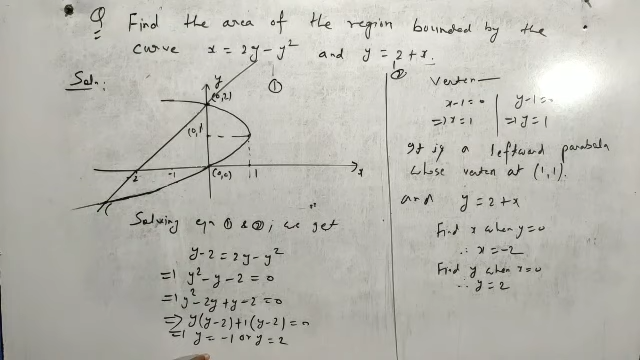 Q Find the area of the region bounded by the
curve x = 2y - y² and y = 2 + x.
①
②
Soln:
y
(0,2)
(0,1
-2 -1 (0,0) 1 x
Solving eqn ① & ②; we get
y-2 = 2y - y²
=) y² - y - 2 = 0
=) y² - 2y + y - 2 = 0
=> y(y-2)+1(y-2) = 0
=) y = -1 or y = 2
Vertex—
x-1=0 | y-1=0
=) x=1 | =) y=1
It is a leftward parabola
whose vertex at (1,1).
and y = 2 + x
Find x when y=0
∴ x = -2
Find y when x=0
∴ y = 2